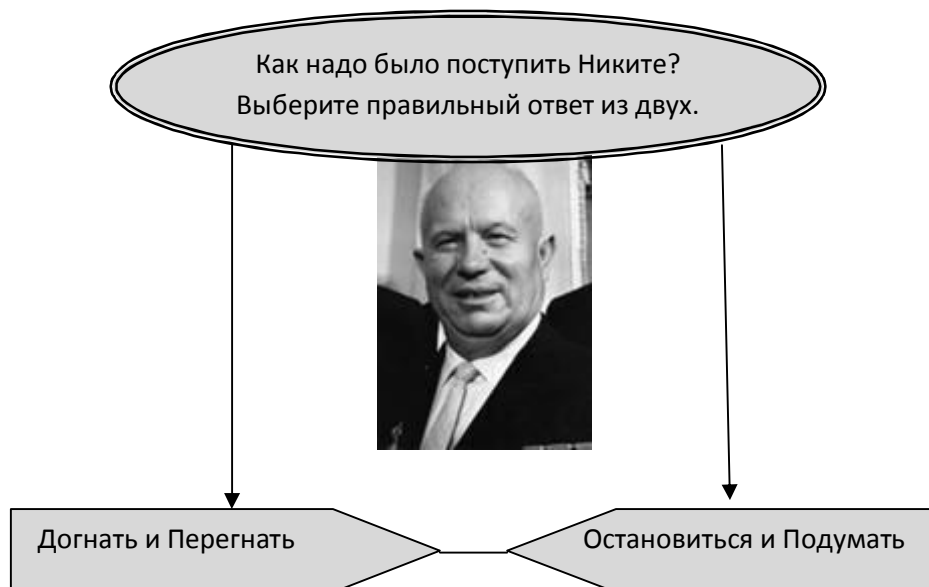 Как надо было поступить Никите?
Выберите правильный ответ из двух.
Догнать и Перегнать
Остановиться и Подумать